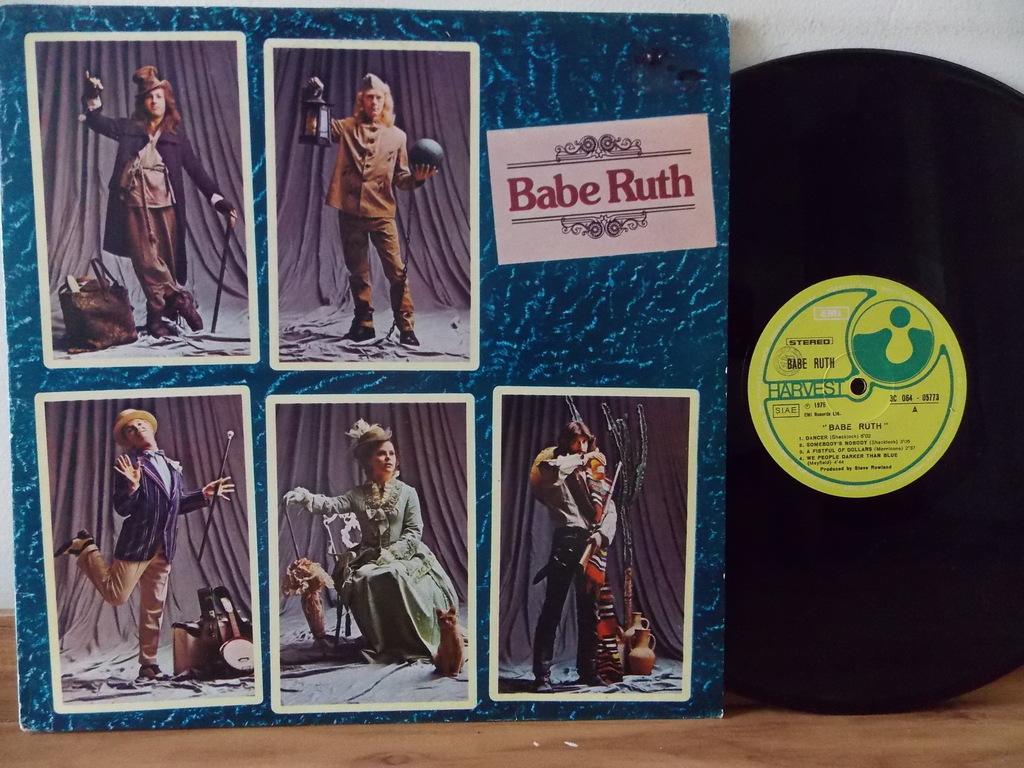 Babe Ruth
EMI
STEREO
BABE RUTH
HARVEST
S.I.A.E.
℗ 1975
EMI Records Ltd.
3C 064 - 05773
A
"BABE RUTH"
1. DANCER (Shacklock) 6'02
2. SOMEBODY'S NOBODY (Shacklock) 3'05
3. A FISTFUL OF DOLLARS (Morricone) 2'37
4. WE PEOPLE DARKER THAN BLUE
(Mayfield) 4'44
Produced by Steve Rowland